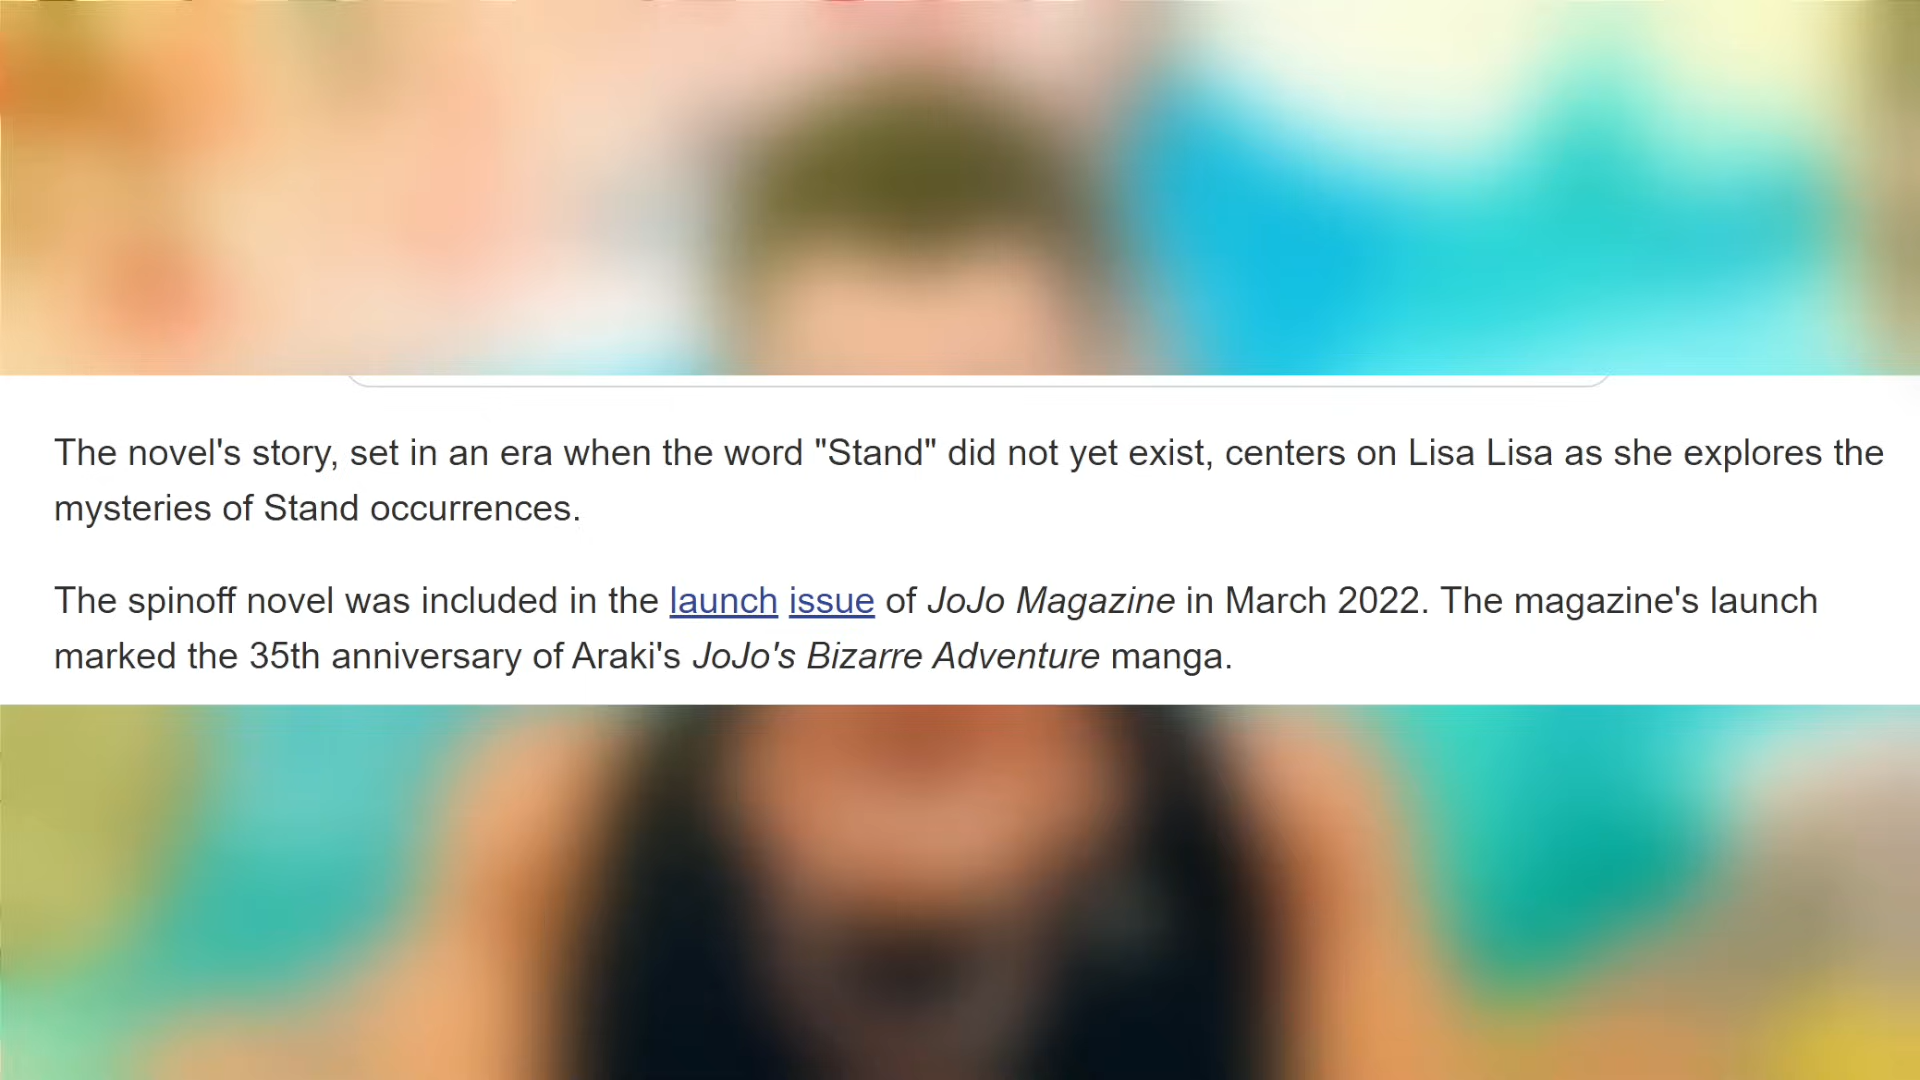 The novel's story, set in an era when the word "Stand" did not yet exist, centers on Lisa Lisa as she explores the
mysteries of Stand occurrences.
The spinoff novel was included in the launch issue of JoJo Magazine in March 2022. The magazine's launch
marked the 35th anniversary of Araki's JoJo's Bizarre Adventure manga.